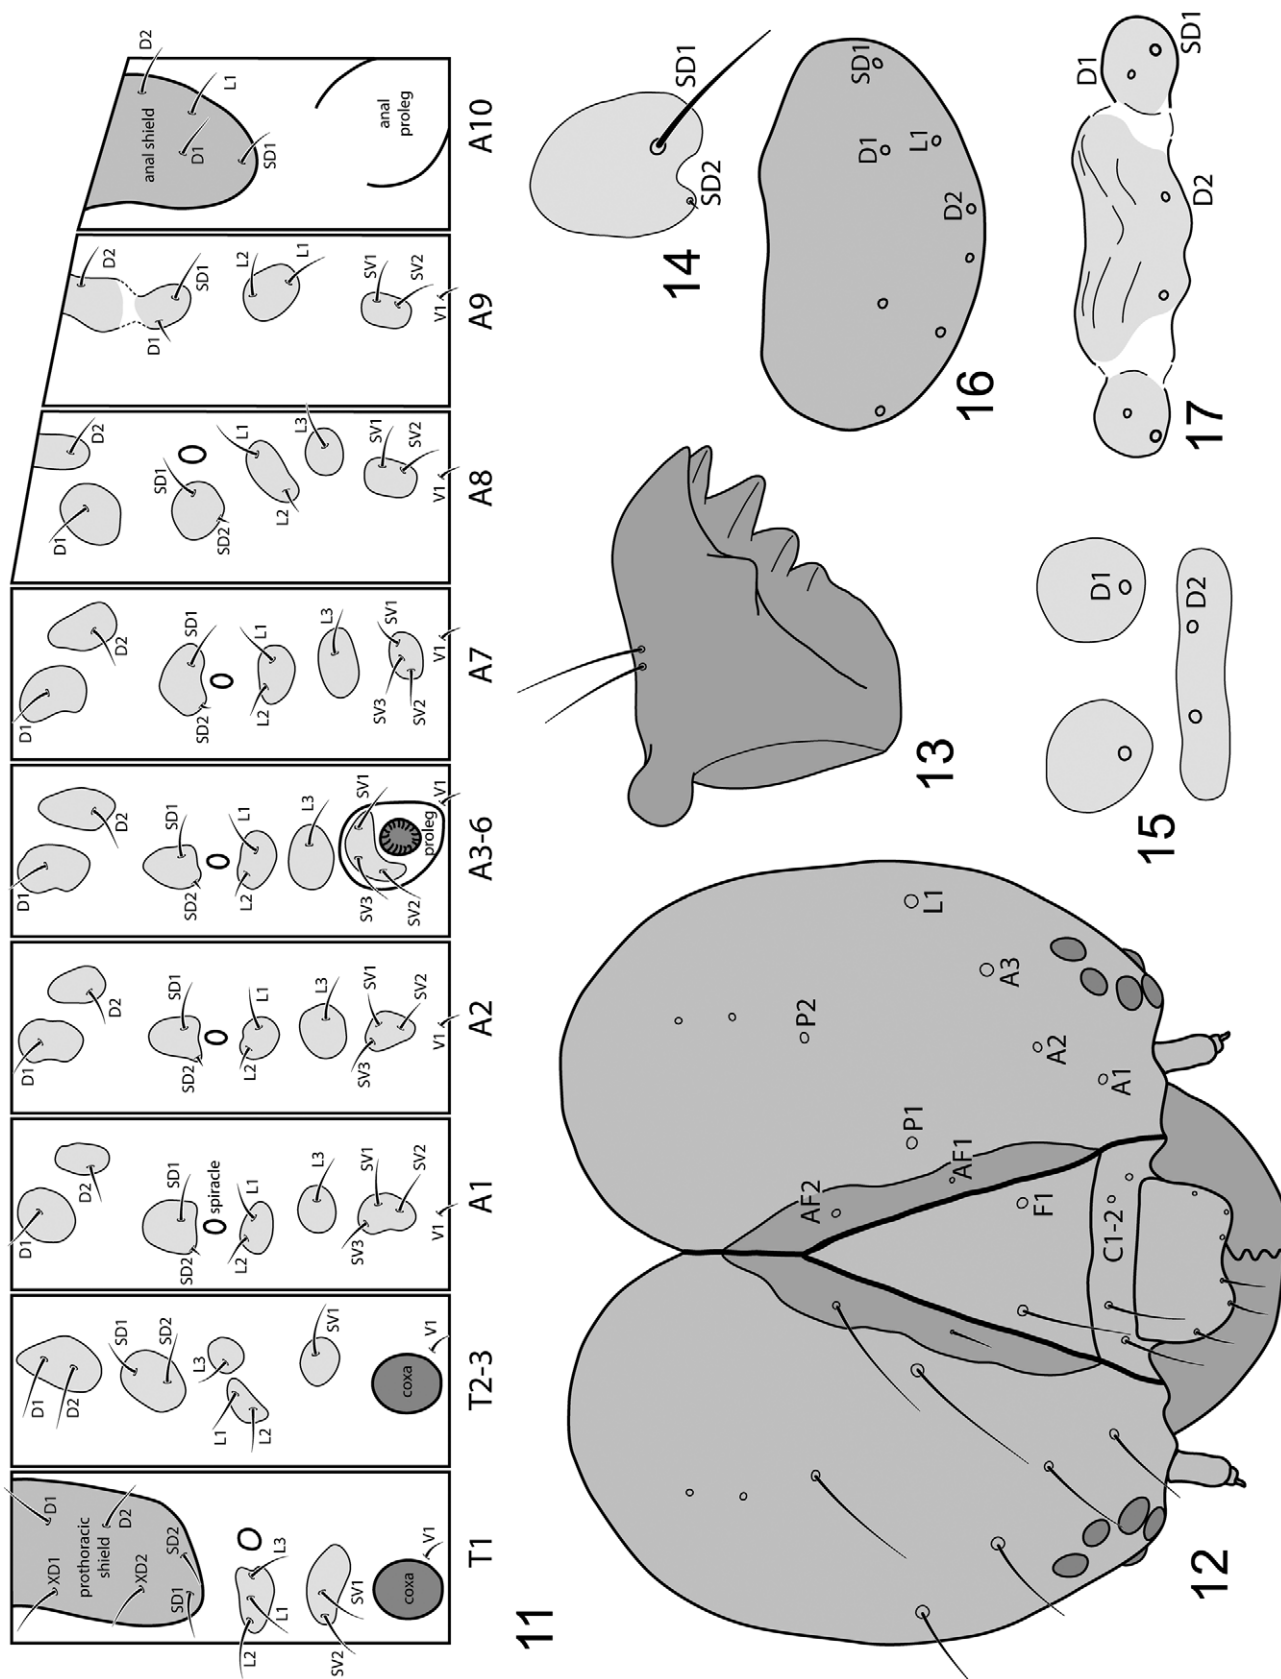 XD1
D1
prothoracic
shield
XD2
D2
SD2
SD1
L3
L1
L2
SV1
SV2
coxa
V1
T1
D1
D2
SD1
SD2
L3
L1
L2
SV1
coxa
V1
T2-3
D1
D2
SD1
SD2
spiracle
L1
L2
L3
SV1
SV3
SV2
V1
A1
D1
D2
SD1
SD2
L1
L2
L3
SV1
SV3
SV2
V1
A2
D1
D2
SD1
SD2
L1
L2
L3
SV1
SV3
SV2
proleg
V1
A3-6
D1
D2
SD1
SD2
L1
L2
L3
SV1
SV3
SV2
V1
A7
D1
D2
SD1
SD2
L1
L2
L3
SV1
SV2
V1
A8
D2
D1
SD1
L2
L1
SV1
SV2
V1
A9
D2
anal shield
L1
D1
SD1
anal
proleg
A10
11
P2
L1
P1
A3
AF2
AF1
A2
F1
A1
C1-2
12
13
SD1
SD2
14
D1
D2
15
SD1
D1
L1
D2
16
D1
SD1
D2
17